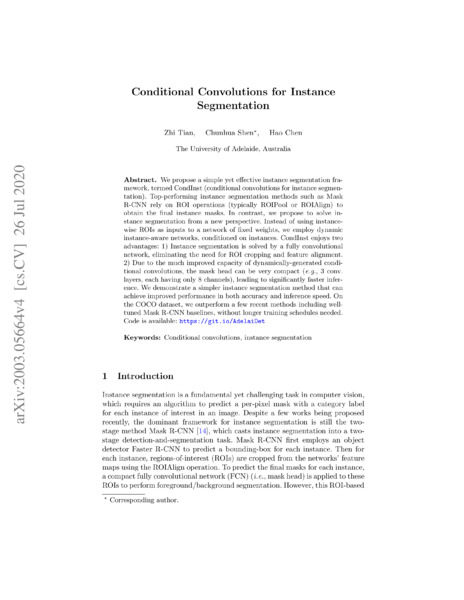 Conditional Convolutions for Instance
Segmentation
Zhi Tian, Chunhua Shen*, Hao Chen
The University of Adelaide, Australia
Abstract. We propose a simple yet effective instance segmentation fra-
mework, termed CondInst (conditional convolutions for instance segmen-
tation). Top-performing instance segmentation methods such as Mask
R-CNN rely on ROI operations (typically ROIPool or ROIAlign) to
obtain the final instance masks. In contrast, we propose to solve in-
stance segmentation from a new perspective. Instead of using instance-
wise ROIs as inputs to a network of fixed weights, we employ dynamic
instance-aware networks, conditioned on instances. CondInst enjoys two
advantages: 1) Instance segmentation is solved by a fully convolutional
network, eliminating the need for ROI cropping and feature alignment.
2) Due to the much improved capacity of dynamically-generated condi-
tional convolutions, the mask head can be very compact (e.g., 3 conv.
layers, each having only 8 channels), leading to significantly faster infer-
ence. We demonstrate a simpler instance segmentation method that can
achieve improved performance in both accuracy and inference speed. On
the COCO dataset, we outperform a few recent methods including well-
tuned Mask R-CNN baselines, without longer training schedules needed.
Code is available: https://git.io/AdelaiDet
Keywords: Conditional convolutions, instance segmentation
1 Introduction
Instance segmentation is a fundamental yet challenging task in computer vision,
which requires an algorithm to predict a per-pixel mask with a category label
for each instance of interest in an image. Despite a few works being proposed
recently, the dominant framework for instance segmentation is still the two-
stage method Mask R-CNN [14], which casts instance segmentation into a two-
stage detection-and-segmentation task. Mask R-CNN first employs an object
detector Faster R-CNN to predict a bounding-box for each instance. Then for
each instance, regions-of-interest (ROIs) are cropped from the networks' feature
maps using the ROIAlign operation. To predict the final masks for each instance,
a compact fully convolutional network (FCN) (i.e., mask head) is applied to these
ROIs to perform foreground/background segmentation. However, this ROI-based
* Corresponding author.
arXiv:2003.05664v4 [cs.CV] 26 Jul 2020